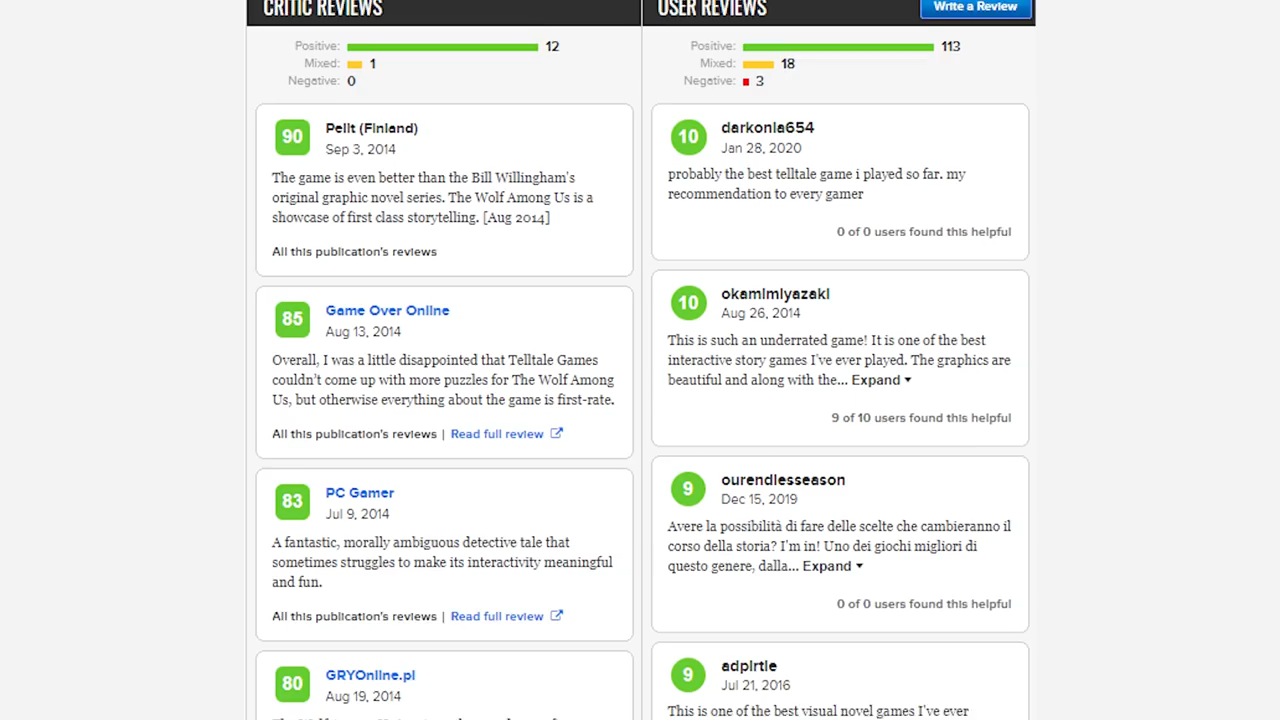 CRITIC REVIEWS
Positive: 12
Mixed: 1
Negative: 0
90 Pelit (Finland)
Sep 3, 2014
The game is even better than the Bill Willingham's
original graphic novel series. The Wolf Among Us is a
showcase of first class storytelling. [Aug 2014]
All this publication's reviews
85 Game Over Online
Aug 13, 2014
Overall, I was a little disappointed that Telltale Games
couldn't come up with more puzzles for The Wolf Among
Us, but otherwise everything about the game is first-rate.
All this publication's reviews | Read full review
83 PC Gamer
Jul 9, 2014
A fantastic, morally ambiguous detective tale that
sometimes struggles to make its interactivity meaningful
and fun.
All this publication's reviews | Read full review
80 GRYOnline.pl
Aug 19, 2014
USER REVIEWS
Write a Review
Positive: 113
Mixed: 18
Negative: 3
10 darkonia654
Jan 28, 2020
probably the best telltale game i played so far. my
recommendation to every gamer
0 of 0 users found this helpful
10 okamimiyazaki
Aug 26, 2014
This is such an underrated game! It is one of the best
interactive story games I've ever played. The graphics are
beautiful and along with the... Expand
9 of 10 users found this helpful
9 ourendlesseason
Dec 15, 2019
Avere la possibilità di fare delle scelte che cambieranno il
corso della storia? I'm in! Uno dei giochi migliori di
questo genere, dalla... Expand
0 of 0 users found this helpful
9 adpirtle
Jul 21, 2016
This is one of the best visual novel games I've ever